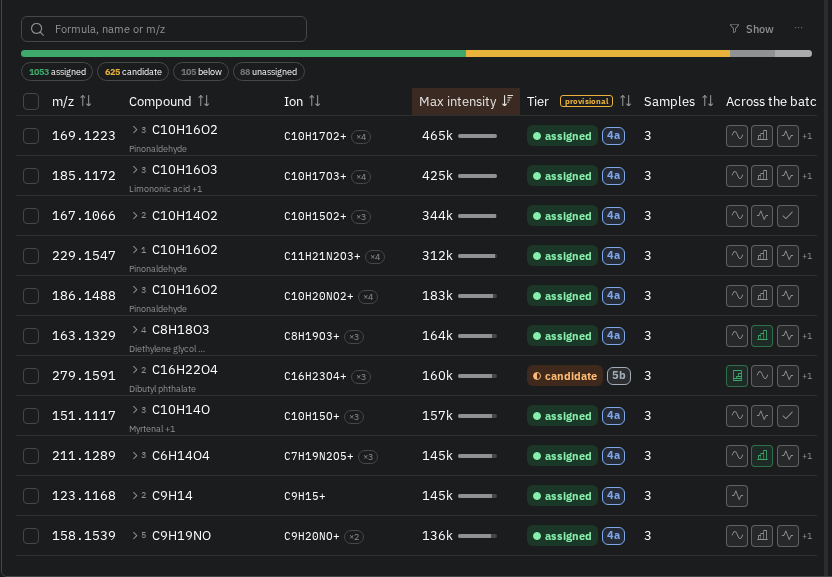 Formula, name or m/z
Show ...
1053 assigned 625 candidate 105 below 88 unassigned
m/z Compound Ion Max intensity Tier provisional Samples Across the batc
169.1223 3 C10H16O2 C10H17O2+ ×4 465k assigned 4a 3 +1
Pinonaldehyde
185.1172 3 C10H16O3 C10H17O3+ ×4 425k assigned 4a 3 +1
Limononic acid +1
167.1066 2 C10H14O2 C10H15O2+ ×3 344k assigned 4a 3
229.1547 1 C10H16O2 C11H21N2O3+ ×4 312k assigned 4a 3 +1
Pinonaldehyde
186.1488 3 C10H16O2 C10H20NO2+ ×4 183k assigned 4a 3
Pinonaldehyde
163.1329 4 C8H18O3 C8H19O3+ ×3 164k assigned 4a 3 +1
Diethylene glycol ...
279.1591 2 C16H22O4 C16H23O4+ ×3 160k candidate 5b 3 +1
Dibutyl phthalate
151.1117 3 C10H14O C10H15O+ ×3 157k assigned 4a 3
Myrtenal +1
211.1289 3 C6H14O4 C7H19N2O5+ ×3 145k assigned 4a 3 +1
123.1168 2 C9H14 C9H15+ 145k assigned 4a 3
158.1539 5 C9H19NO C9H20NO+ ×2 136k assigned 4a 3 +1